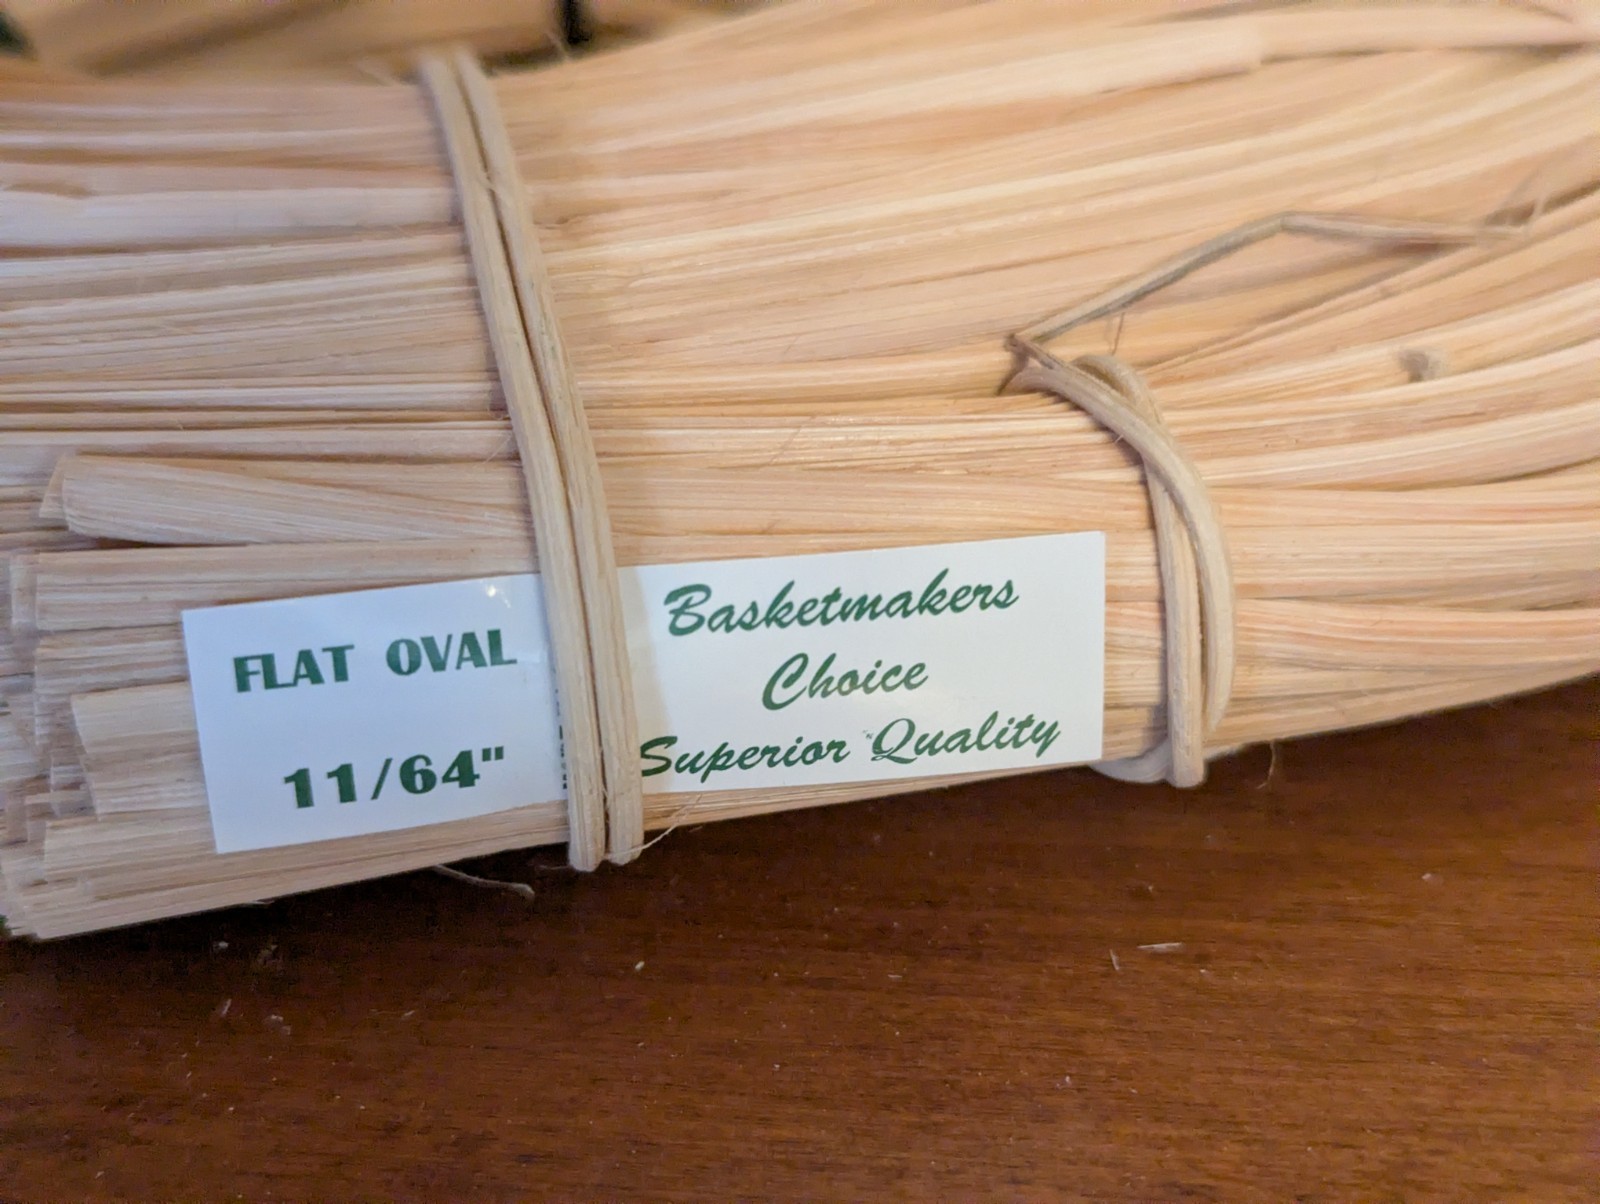 FLAT OVAL
11/64"
Basketmakers
Choice
Superior Quality